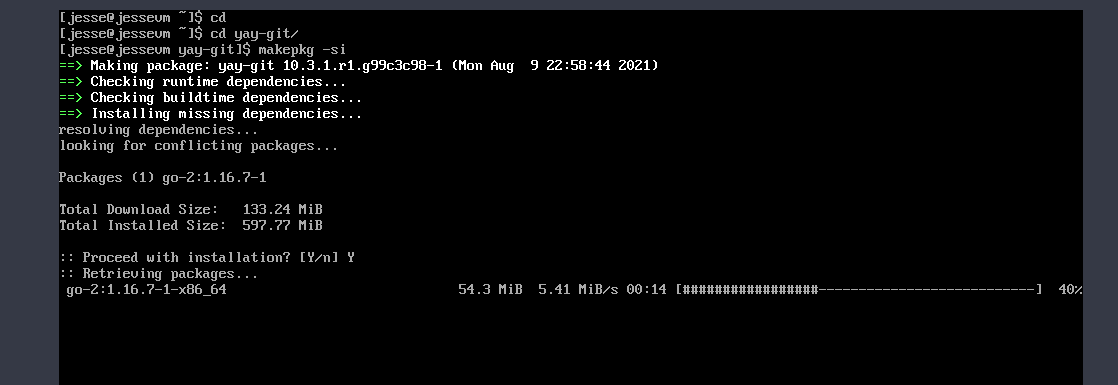 [jesse@jessevm ~]$ cd
[jesse@jessevm ~]$ cd yay-git/
[jesse@jessevm yay-git]$ makepkg -si
==> Making package: yay-git 10.3.1.r1.g99c3c98-1 (Mon Aug  9 22:58:44 2021)
==> Checking runtime dependencies...
==> Checking buildtime dependencies...
==> Installing missing dependencies...
resolving dependencies...
looking for conflicting packages...
Packages (1) go-2:1.16.7-1
Total Download Size:   133.24 MiB
Total Installed Size:  597.77 MiB
:: Proceed with installation? [Y/n] Y
:: Retrieving packages...
go-2:1.16.7-1-x86_64    54.3 MiB  5.41 MiB/s 00:14 [#################---------------------------]  40%